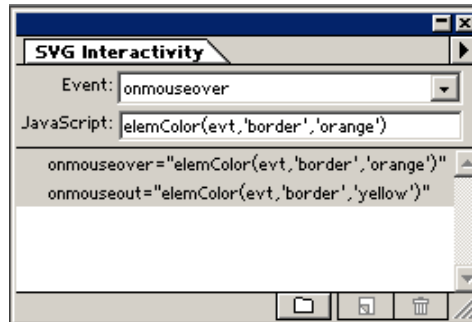 SVG Interactivity
Event: onmouseover
JavaScript: elemColor(evt,'border','orange')
onmouseover="elemColor(evt,'border','orange')"
onmouseout="elemColor(evt,'border','yellow')"